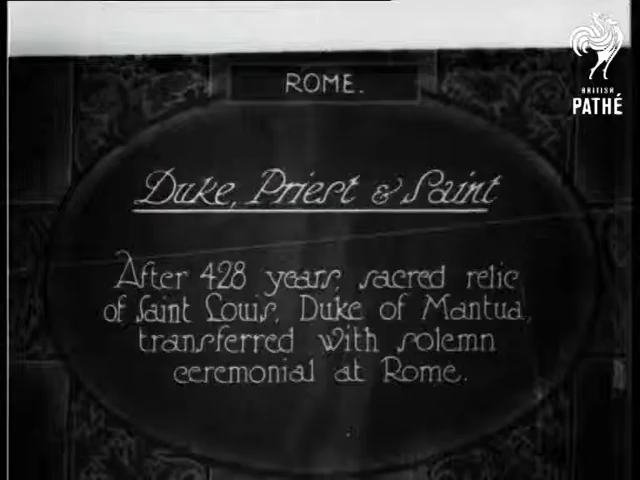 ROME.
BRITISH
PATHÉ
Duke, Priest & Saint
After 428 years, sacred relic
of Saint Louis, Duke of Mantua,
transferred with solemn
ceremonial at Rome.